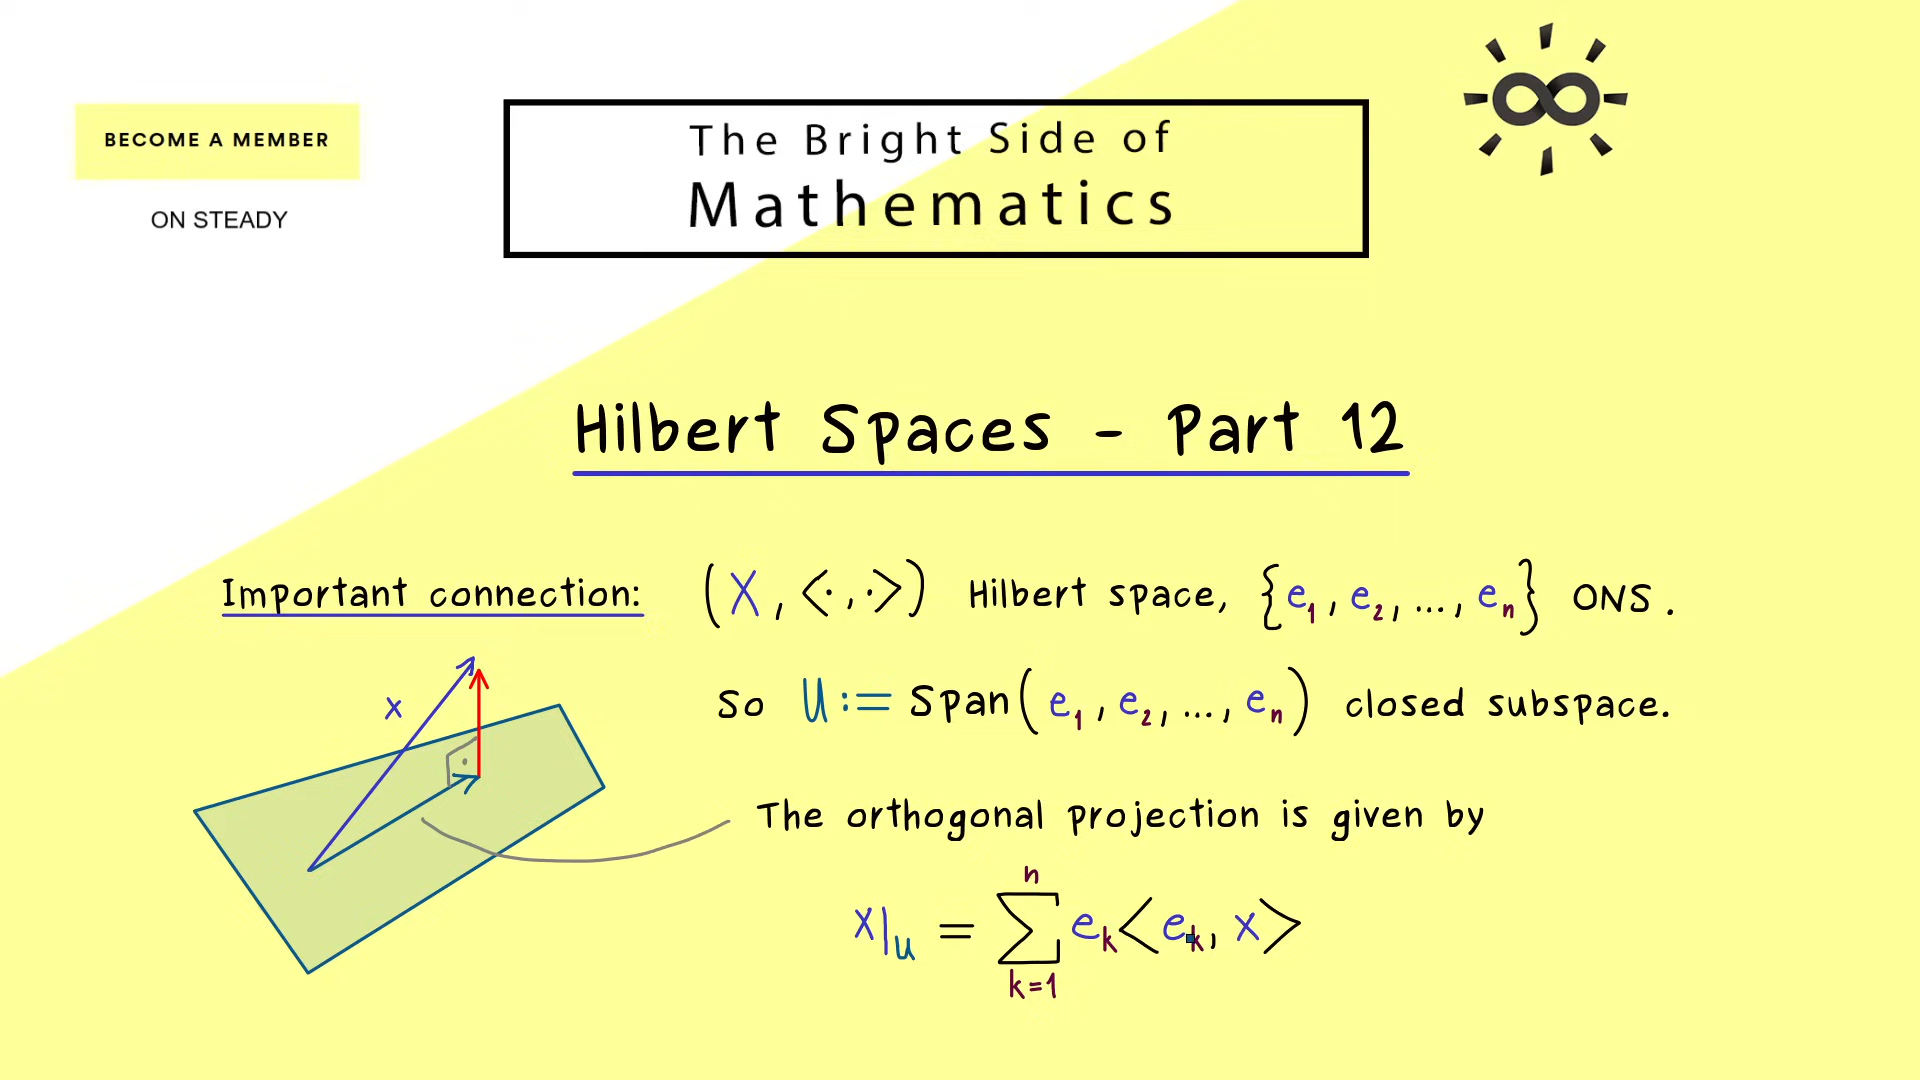 BECOME A MEMBER
ON STEADY
The Bright Side of
Mathematics
Hilbert Spaces - Part 12
Important connection: (X, <·,·>) Hilbert space, {e₁, e₂, ..., eₙ} ONS.
x
So U := Span(e₁, e₂, ..., eₙ) closed subspace.
The orthogonal projection is given by
n
x|ᵤ = ∑ eₖ<eₖ, x>
k=1